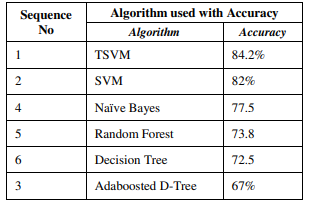 Sequence No Algorithm used with Accuracy
Algorithm Accuracy
1 TSVM 84.2%
2 SVM 82%
4 Naïve Bayes 77.5
5 Random Forest 73.8
6 Decision Tree 72.5
3 Adaboosted D-Tree 67%